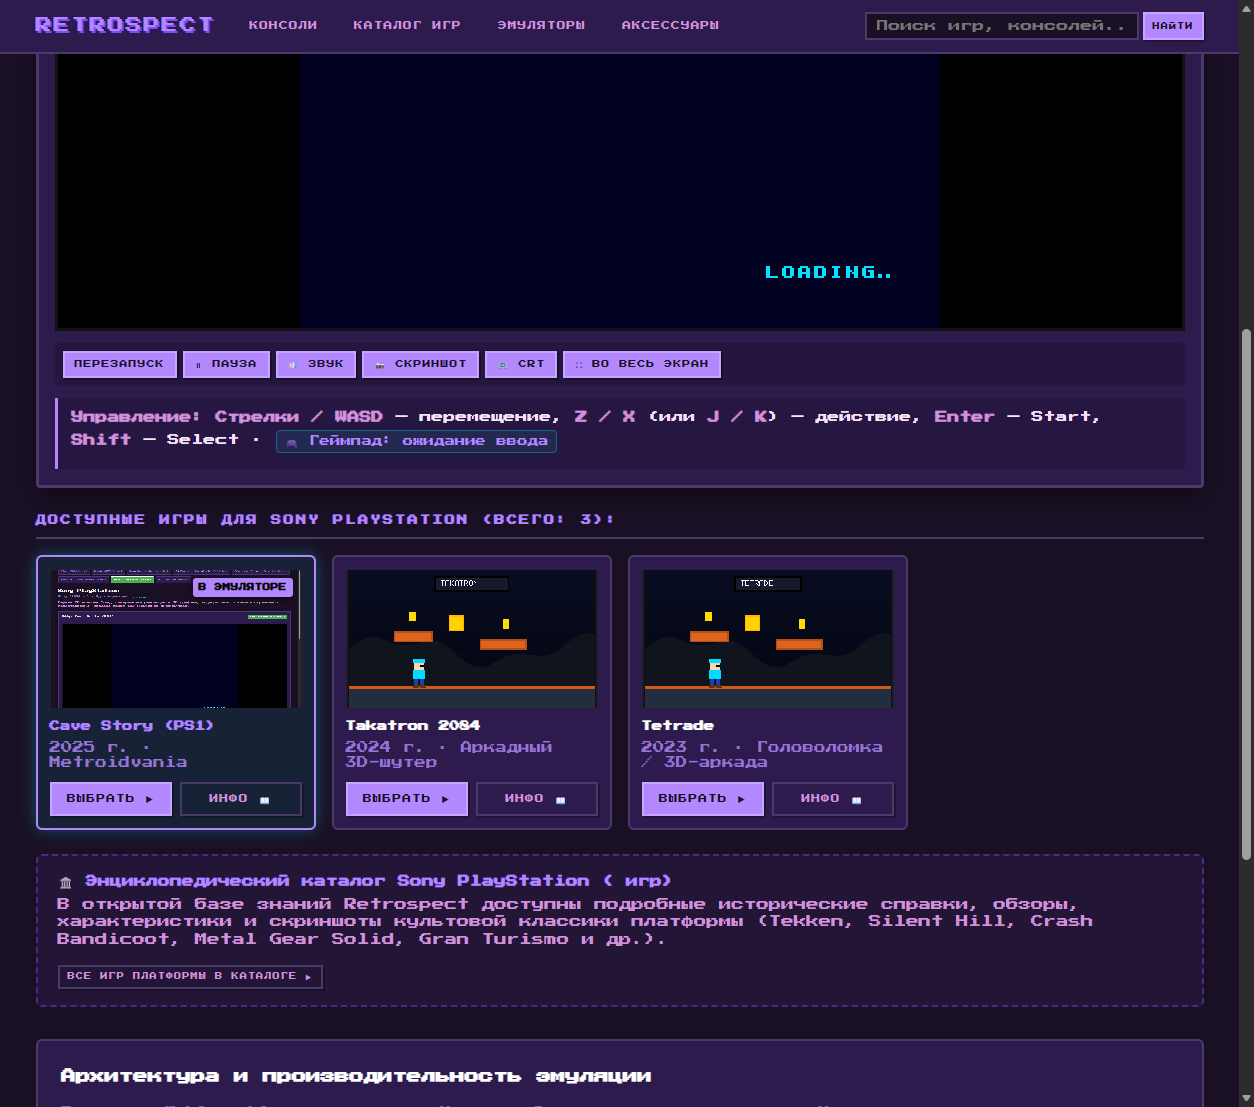 RETROSPECT КОНСОЛИ КАТАЛОГ ИГР ЭМУЛЯТОРЫ АКСЕССУАРЫ Поиск игр, консолей.. НАЙТИ
LOADING..
ПЕРЕЗАПУСК ПАУЗА ЗВУК СКРИНШОТ CRT ВО ВЕСЬ ЭКРАН
Управление: Стрелки / WASD — перемещение, Z / X (или J / K) — действие, Enter — Start,
Shift — Select · Геймпад: ожидание ввода
ДОСТУПНЫЕ ИГРЫ ДЛЯ SONY PLAYSTATION (ВСЕГО: 3):
В ЭМУЛЯТОРЕ
Sony PlayStation
TETRADE
Cave Story (PS1)
2025 г. ·
Metroidvania
ВЫБРАТЬ ▶ ИНФО
Takatron 2004
2024 г. · Аркадный
3D-шутер
ВЫБРАТЬ ▶ ИНФО
Tetrade
2023 г. · Головоломка
/ 3D-аркада
ВЫБРАТЬ ▶ ИНФО
Энциклопедический каталог Sony PlayStation ( игр)
В открытой базе знаний Retrospect доступны подробные исторические справки, обзоры,
характеристики и скриншоты культовой классики платформы (Tekken, Silent Hill, Crash
Bandicoot, Metal Gear Solid, Gran Turismo и др.).
ВСЕ ИГР ПЛАТФОРМЫ В КАТАЛОГЕ ▶
Архитектура и производительность эмуляции